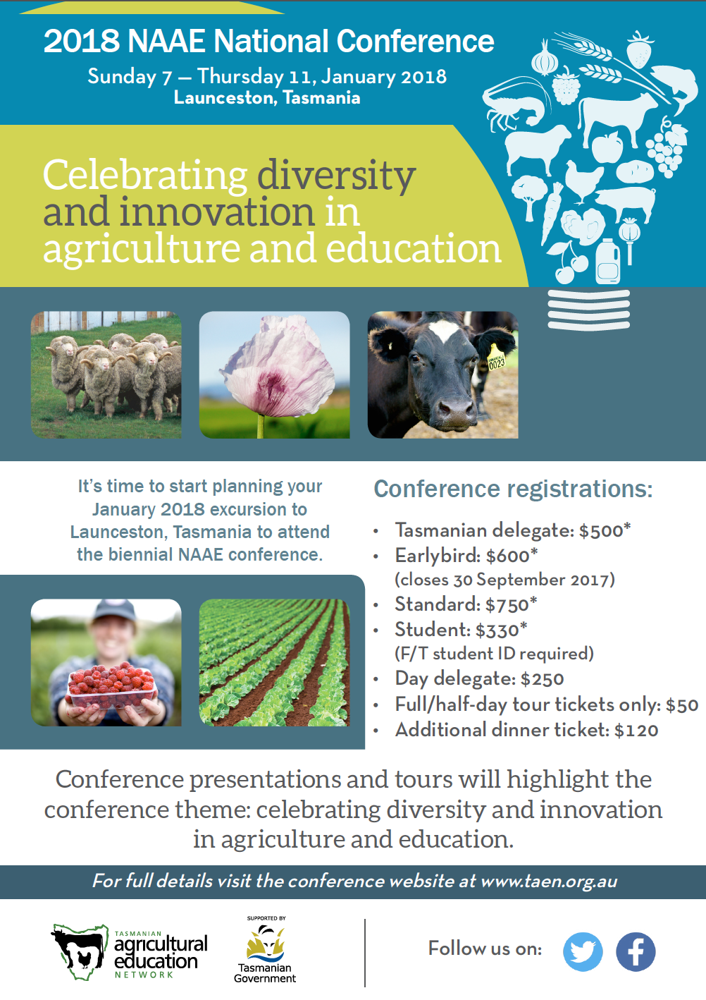 2018 NAAE National Conference
Sunday 7 – Thursday 11, January 2018
Launceston, Tasmania
Celebrating diversity
and innovation in
agriculture and education
0023
It's time to start planning your
January 2018 excursion to
Launceston, Tasmania to attend
the biennial NAAE conference.
Conference registrations:
• Tasmanian delegate: $500*
• Earlybird: $600*
(closes 30 September 2017)
• Standard: $750*
• Student: $330*
(F/T student ID required)
• Day delegate: $250
• Full/half-day tour tickets only: $50
• Additional dinner ticket: $120
Conference presentations and tours will highlight the
conference theme: celebrating diversity and innovation
in agriculture and education.
For full details visit the conference website at www.taen.org.au
TASMANIAN
agricultural
education
NETWORK
SUPPORTED BY
Tasmanian
Government
Follow us on: